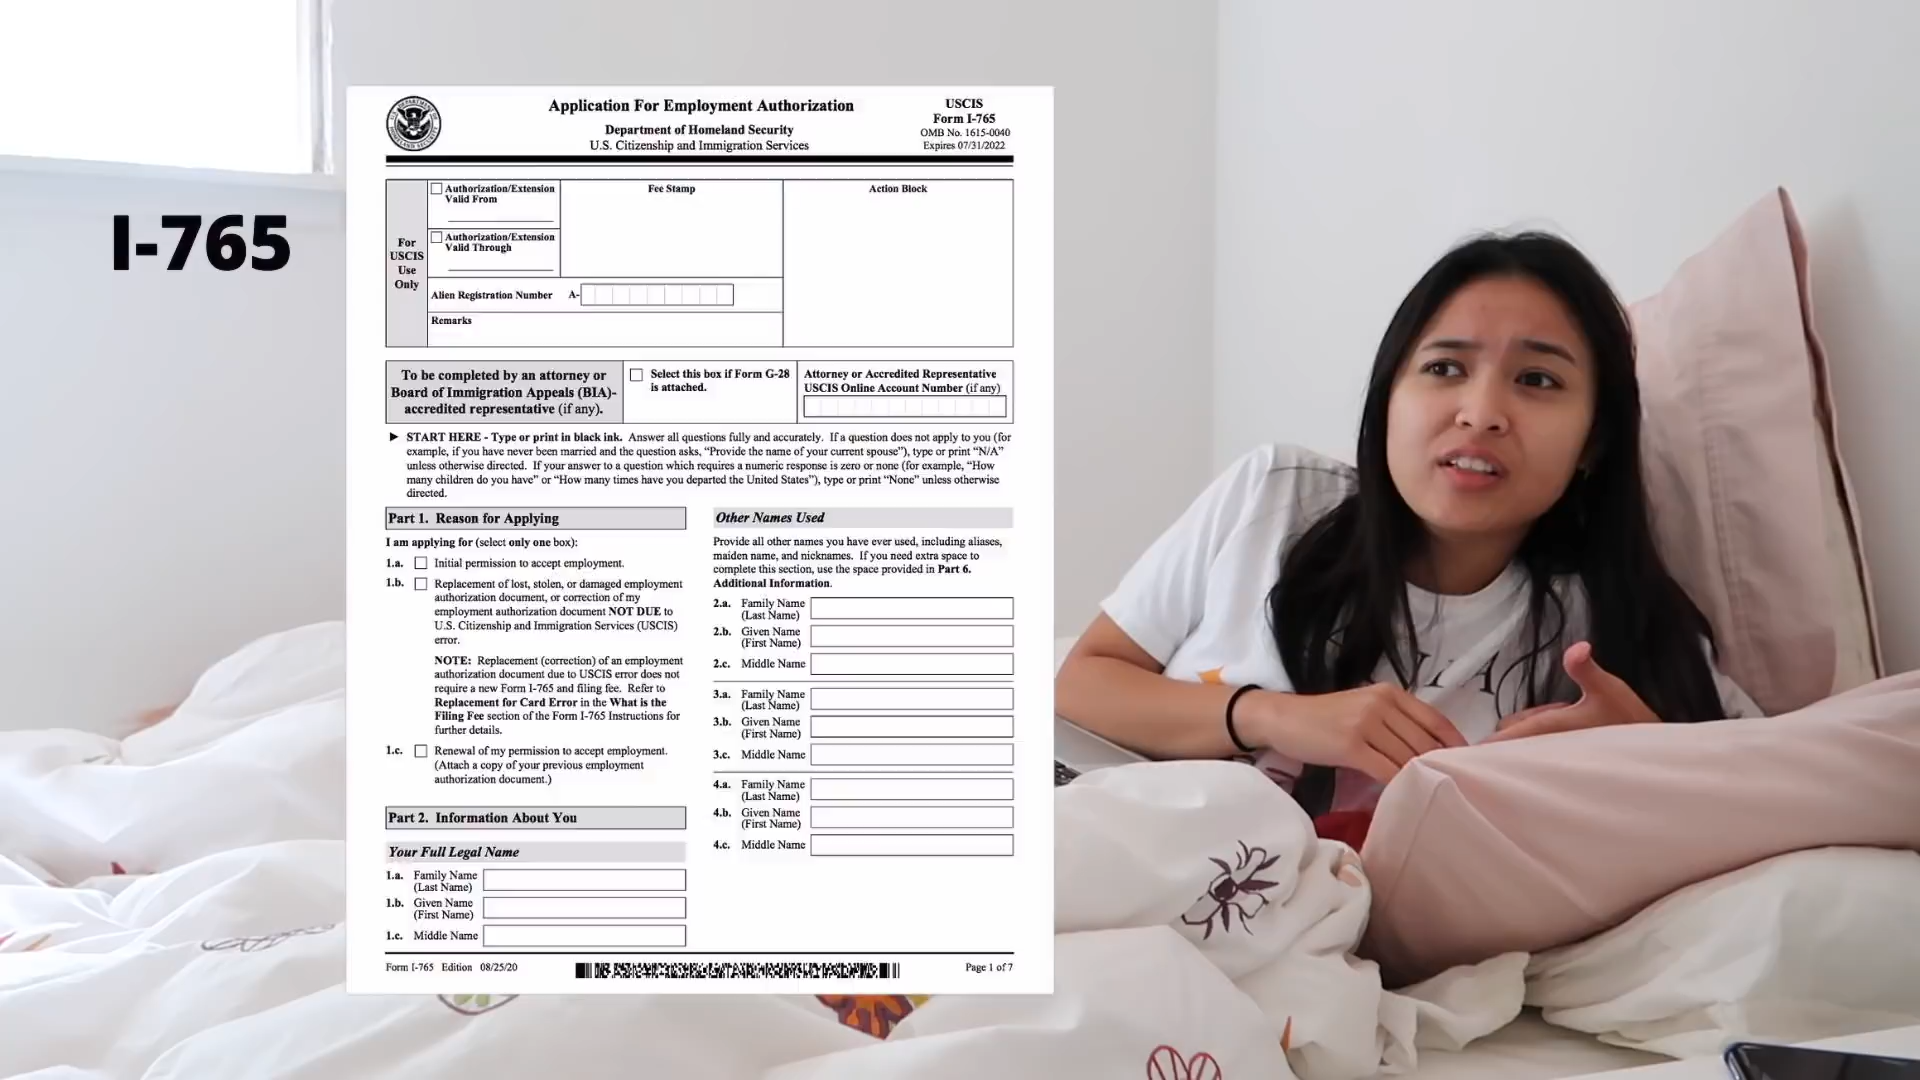 I-765
Application For Employment Authorization
Department of Homeland Security
U.S. Citizenship and Immigration Services
USCIS
Form I-765
OMB No. 1615-0040
Expires 07/31/2022
For
USCIS
Use
Only
Authorization/Extension
Valid From
Authorization/Extension
Valid Through
Fee Stamp
Action Block
Alien Registration Number A-
Remarks
To be completed by an attorney or
Board of Immigration Appeals (BIA)-
accredited representative (if any).
Select this box if Form G-28
is attached.
Attorney or Accredited Representative
USCIS Online Account Number (if any)
► START HERE - Type or print in black ink. Answer all questions fully and accurately. If a question does not apply to you (for
example, if you have never been married and the question asks, “Provide the name of your current spouse”), type or print “N/A”
unless otherwise directed. If your answer to a question which requires a numeric response is zero or none (for example, “How
many children do you have” or “How many times have you departed the United States”), type or print “None” unless otherwise
directed.
Part 1. Reason for Applying
I am applying for (select only one box):
1.a. Initial permission to accept employment.
1.b. Replacement of lost, stolen, or damaged employment
authorization document, or correction of my
employment authorization document NOT DUE to
U.S. Citizenship and Immigration Services (USCIS)
error.
NOTE: Replacement (correction) of an employment
authorization document due to USCIS error does not
require a new Form I-765 and filing fee. Refer to
Replacement for Card Error in the What is the
Filing Fee section of the Form I-765 Instructions for
further details.
1.c. Renewal of my permission to accept employment.
(Attach a copy of your previous employment
authorization document.)
Part 2. Information About You
Your Full Legal Name
1.a. Family Name
(Last Name)
1.b. Given Name
(First Name)
1.c. Middle Name
Other Names Used
Provide all other names you have ever used, including aliases,
maiden name, and nicknames. If you need extra space to
complete this section, use the space provided in Part 6.
Additional Information.
2.a. Family Name
(Last Name)
2.b. Given Name
(First Name)
2.c. Middle Name
3.a. Family Name
(Last Name)
3.b. Given Name
(First Name)
3.c. Middle Name
4.a. Family Name
(Last Name)
4.b. Given Name
(First Name)
4.c. Middle Name
Form I-765 Edition 08/25/20
Page 1 of 7